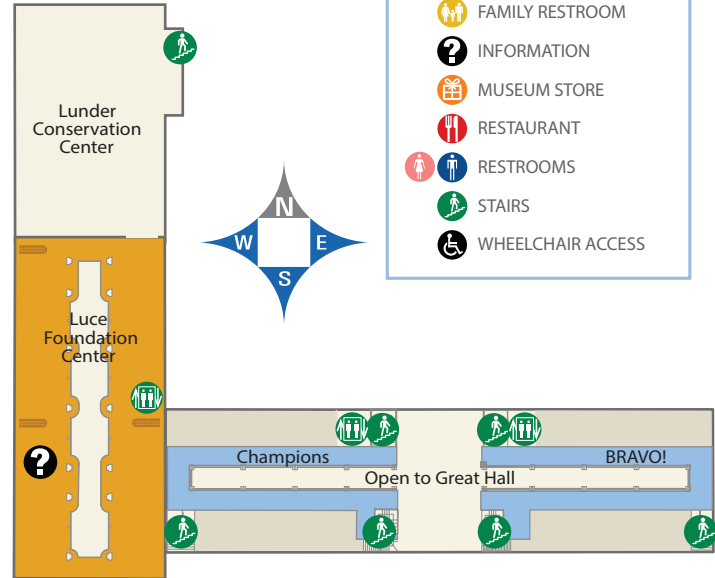 FAMILY RESTROOM
?
INFORMATION
MUSEUM STORE
RESTAURANT
RESTROOMS
STAIRS
WHEELCHAIR ACCESS
Lunder
Conservation
Center
N
W E
S
Luce
Foundation
Center
?
Champions
BRAVO!
Open to Great Hall